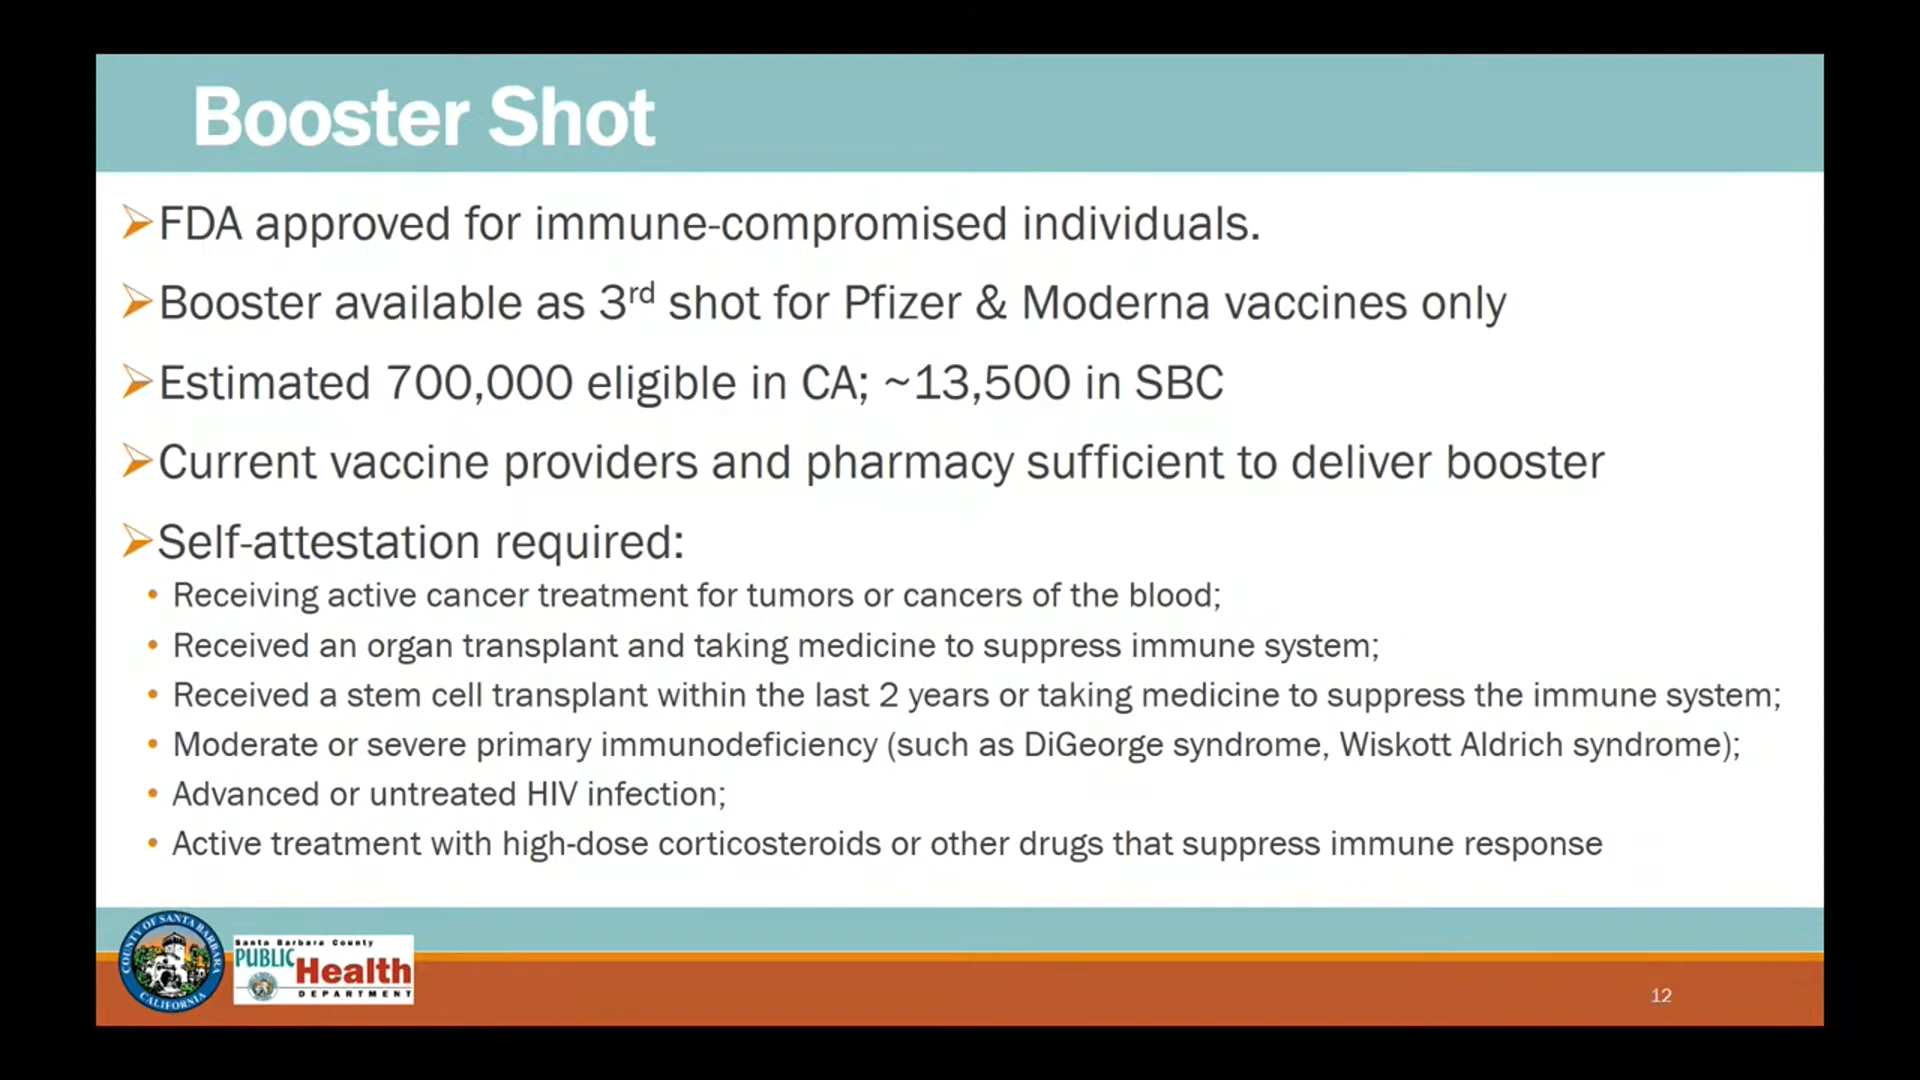 Booster Shot
FDA approved for immune-compromised individuals.
Booster available as 3rd shot for Pfizer & Moderna vaccines only
Estimated 700,000 eligible in CA; ~13,500 in SBC
Current vaccine providers and pharmacy sufficient to deliver booster
Self-attestation required:
• Receiving active cancer treatment for tumors or cancers of the blood;
• Received an organ transplant and taking medicine to suppress immune system;
• Received a stem cell transplant within the last 2 years or taking medicine to suppress the immune system;
• Moderate or severe primary immunodeficiency (such as DiGeorge syndrome, Wiskott Aldrich syndrome);
• Advanced or untreated HIV infection;
• Active treatment with high-dose corticosteroids or other drugs that suppress immune response
COUNTY OF SANTA BARBARA
CALIFORNIA
Santa Barbara County
PUBLIC Health
DEPARTMENT
12